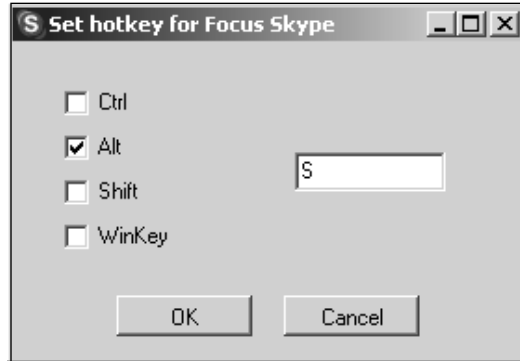 S Set hotkey for Focus Skype
Ctrl
Alt
S
Shift
WinKey
OK Cancel